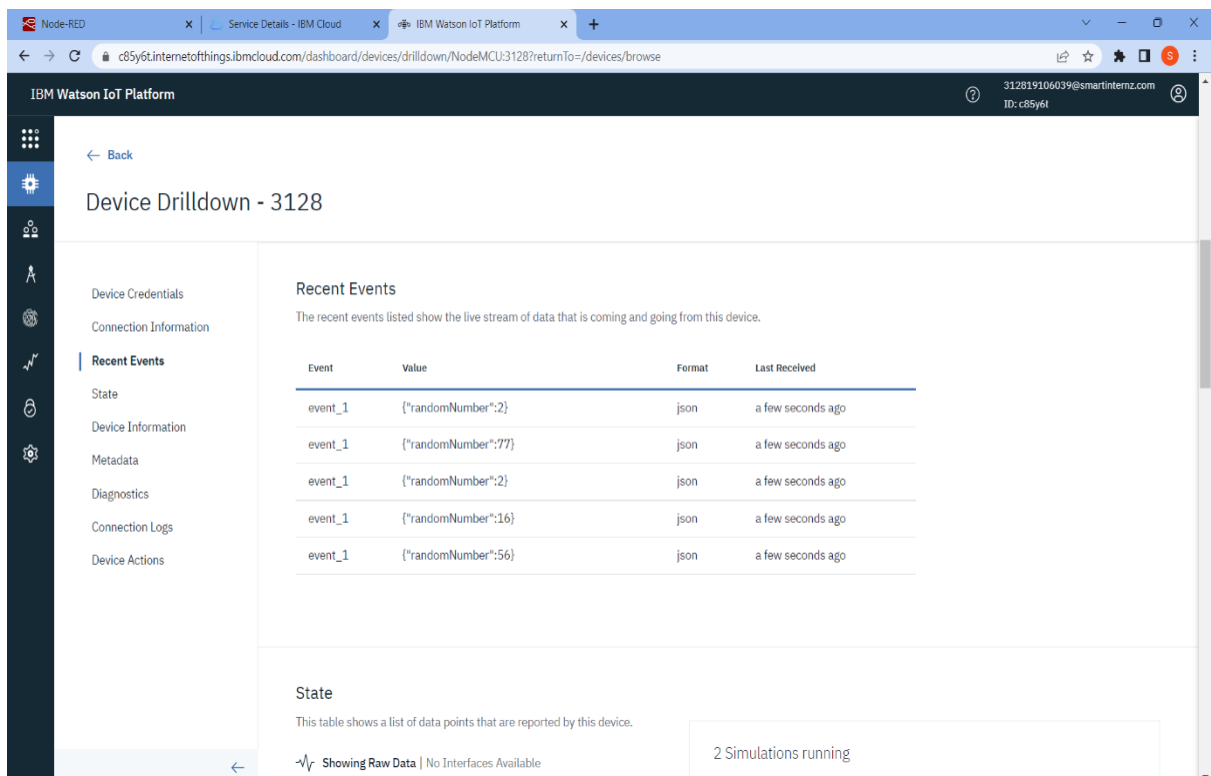 Node-RED
Service Details - IBM Cloud
IBM Watson IoT Platform
c85y6t.internetofthings.ibmcloud.com/dashboard/devices/drilldown/NodeMCU:3128?returnTo=/devices/browse
S
IBM Watson IoT Platform
312819106039@smartinternz.com
ID: c85y6t
Back
Device Drilldown - 3128
Device Credentials
Connection Information
Recent Events
State
Device Information
Metadata
Diagnostics
Connection Logs
Device Actions
Recent Events
The recent events listed show the live stream of data that is coming and going from this device.
Event Value Format Last Received
event_1 {"randomNumber":2} json a few seconds ago
event_1 {"randomNumber":77} json a few seconds ago
event_1 {"randomNumber":2} json a few seconds ago
event_1 {"randomNumber":16} json a few seconds ago
event_1 {"randomNumber":56} json a few seconds ago
State
This table shows a list of data points that are reported by this device.
Showing Raw Data | No Interfaces Available
2 Simulations running